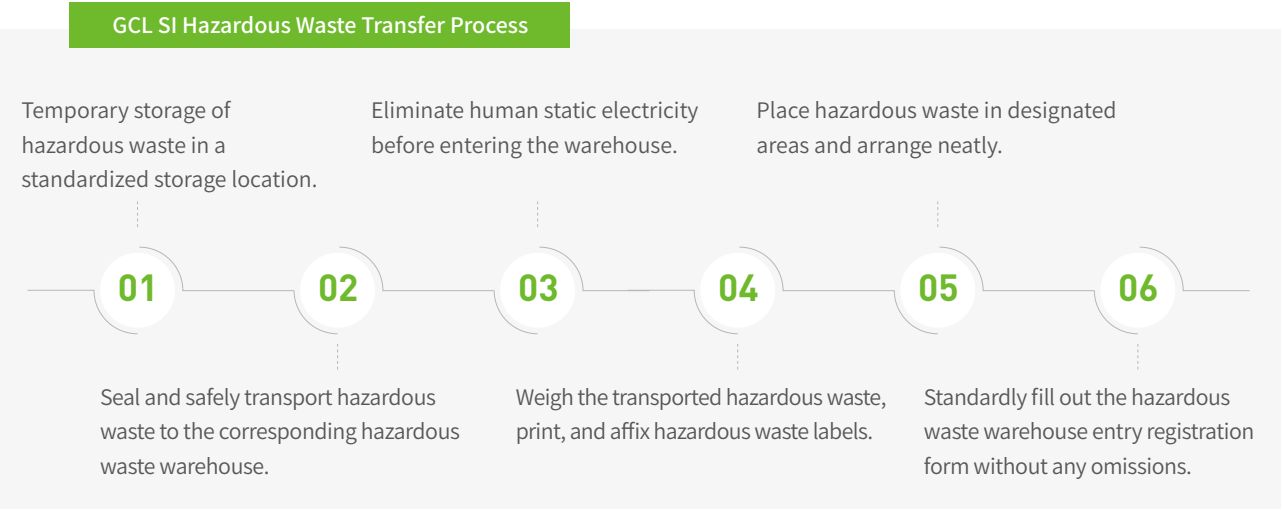 GCL SI Hazardous Waste Transfer Process
Temporary storage of
hazardous waste in a
standardized storage location.
Eliminate human static electricity
before entering the warehouse.
Place hazardous waste in designated
areas and arrange neatly.
01
02
03
04
05
06
Seal and safely transport hazardous
waste to the corresponding hazardous
waste warehouse.
Weigh the transported hazardous waste,
print, and affix hazardous waste labels.
Standardly fill out the hazardous
waste warehouse entry registration
form without any omissions.